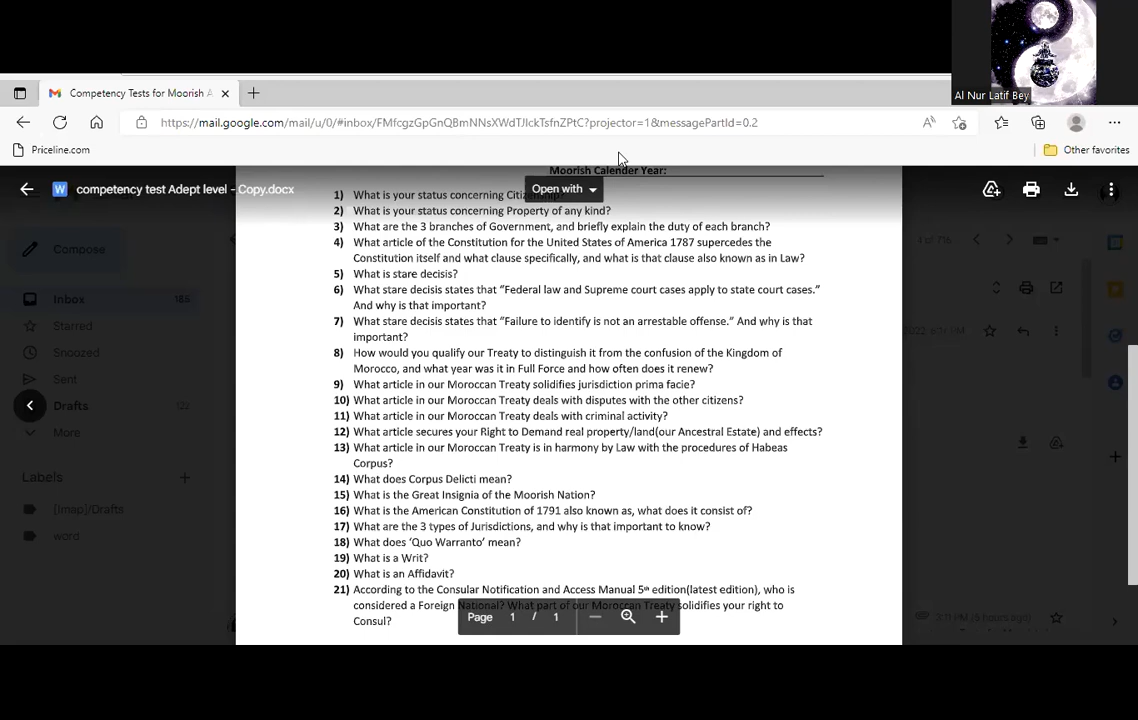 Al Nur Latif Bey
Competency Tests for Moorish A
https://mail.google.com/mail/u/0/#inbox/FMfcgzGpGnQBmNNsXWdTJIckTsfnZPtC?projector=1&messagePartId=0.2
Priceline.com
Other favorites
Moorish Calender Year:
competency test Adept level - Copy.docx
Open with
1) What is your status concerning
2) What is your status concerning Property of any kind?
3) What are the 3 branches of Government, and briefly explain the duty of each branch?
4) What article of the Constitution for the United States of America 1787 supercedes the
Constitution itself and what clause specifically, and what is that clause also known as in Law?
5) What is stare decisis?
6) What stare decisis states that “Federal law and Supreme court cases apply to state court cases.”
And why is that important?
7) What stare decisis states that “Failure to identify is not an arrestable offense.” And why is that
important?
8) How would you qualify our Treaty to distinguish it from the confusion of the Kingdom of
Morocco, and what year was it in Full Force and how often does it renew?
9) What article in our Moroccan Treaty solidifies jurisdiction prima facie?
10) What article in our Moroccan Treaty deals with disputes with the other citizens?
11) What article in our Moroccan Treaty deals with criminal activity?
12) What article secures your Right to Demand real property/land(our Ancestral Estate) and effects?
13) What article in our Moroccan Treaty is in harmony by Law with the procedures of Habeas
Corpus?
14) What does Corpus Delicti mean?
15) What is the Great Insignia of the Moorish Nation?
16) What is the American Constitution of 1791 also known as, what does it consist of?
17) What are the 3 types of Jurisdictions, and why is that important to know?
18) What does ‘Quo Warranto’ mean?
19) What is a Writ?
20) What is an Affidavit?
21) According to the Consular Notification and Access Manual 5th edition(latest edition), who is
considered a Foreign National? What part of our Moroccan Treaty solidifies your right to
Consul?
Page 1 / 1
Compose
Inbox 186
Starred
Snoozed
Sent
Drafts 122
More
Labels
[Imap]/Drafts
word
of 716